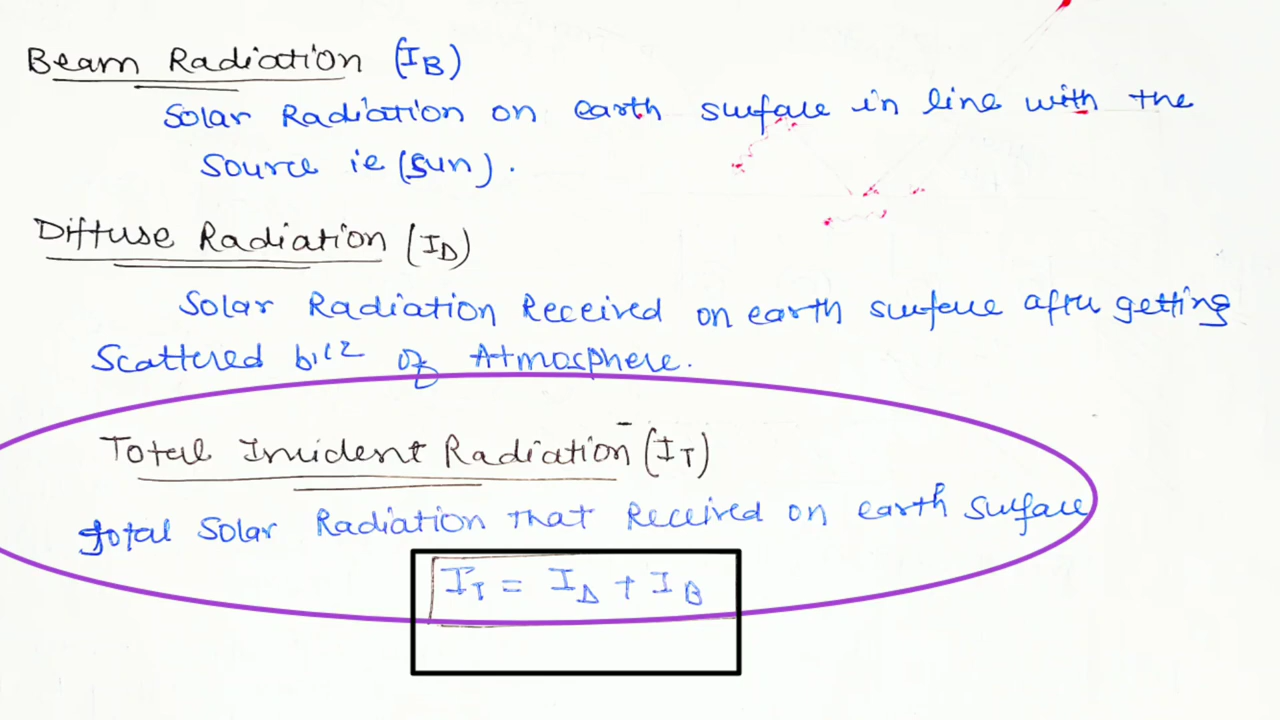 Beam Radiation (IB)
Solar Radiation on earth surface in line with the
Source ie (sun).
Diffuse Radiation (ID)
Solar Radiation Received on earth surface after getting
Scattered of Atmosphere.
Total Incident Radiation (IT)
total Solar Radiation that Received on earth Surface
IT = ID + IB